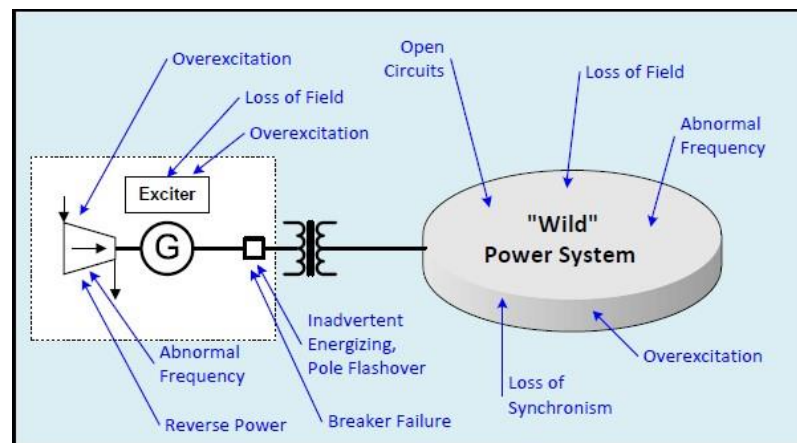 Overexcitation
Loss of Field
Overexcitation
Exciter
G
Abnormal
Frequency
Reverse Power
Inadvertent
Energizing,
Pole Flashover
Breaker Failure
Open
Circuits
Loss of Field
Abnormal
Frequency
"Wild"
Power System
Overexcitation
Loss of
Synchronism